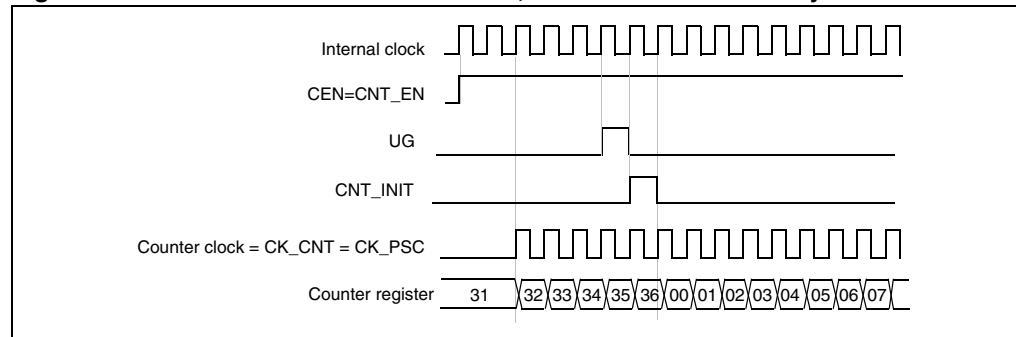 Internal clock
CEN=CNT_EN
UG
CNT_INIT
Counter clock = CK_CNT = CK_PSC
Counter register 31 32 33 34 35 36 00 01 02 03 04 05 06 07